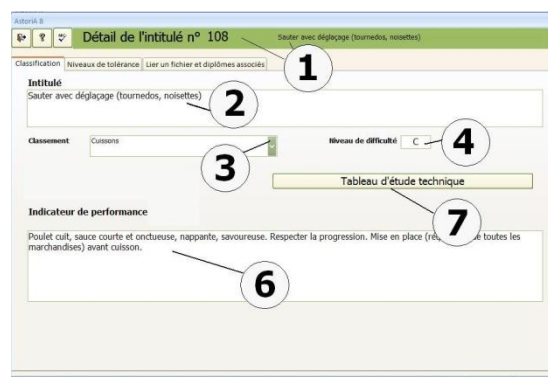 AstoriA 8
Détail de l'intitulé n° 108 Sauter avec déglaçage (tournedos, noisettes)
1
Classification Niveaux de tolérance Lier un fichier et diplômes associés
Intitulé
Sauter avec déglaçage (tournedos, noisettes)
2
Classement Cuissons Niveau de difficulté C
3
4
Tableau d'étude technique
7
Indicateur de performance
Poulet cuit, sauce courte et onctueuse, nappante, savoureuse. Respecter la progression. Mise en place de toutes les
marchandises) avant cuisson.
6